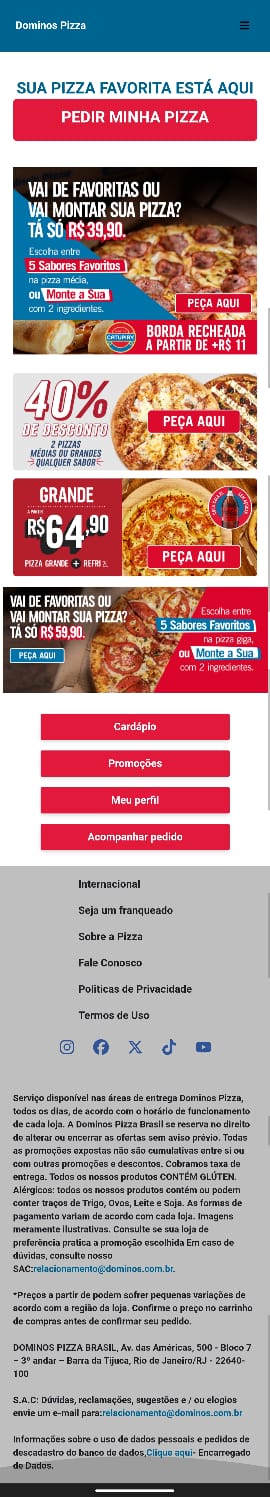 Dominos Pizza
SUA PIZZA FAVORITA ESTÁ AQUI
PEDIR MINHA PIZZA
VAI DE FAVORITAS OU
VAI MONTAR SUA PIZZA?
TÁ SÓ R$ 39,90.
Escolha entre
5 Sabores Favoritos
na pizza média,
ou Monte a Sua
com 2 ingredientes.
PEÇA AQUI
CATUPIRY
BORDA RECHEADA
A PARTIR DE +R$ 11
40%
DE DESCONTO
2 PIZZAS
MÉDIAS OU GRANDES
QUALQUER SABOR
PEÇA AQUI
GRANDE
A PARTIR
R$64,90
PIZZA GRANDE + REFRI 2L
PEÇA AQUI
VAI DE FAVORITAS OU
VAI MONTAR SUA PIZZA?
TÁ SÓ R$ 59,90.
PEÇA AQUI
Escolha entre
5 Sabores Favoritos
na pizza giga,
ou Monte a Sua
com 2 ingredientes.
Cardápio
Promoções
Meu perfil
Acompanhar pedido
Internacional
Seja um franqueado
Sobre a Pizza
Fale Conosco
Politicas de Privacidade
Termos de Uso
Serviço disponível nas áreas de entrega Dominos Pizza,
todos os dias, de acordo com o horário de funcionamento
de cada loja. A Dominos Pizza Brasil se reserva no direito
de alterar ou encerrar as ofertas sem aviso prévio. Todas
as promoções expostas não são cumulativas entre si ou
com outras promoções e descontos. Cobramos taxa de
entrega. Todos os nossos produtos CONTÉM GLÚTEN.
Alérgicos: todos os nossos produtos contém ou podem
conter traços de Trigo, Ovos, Leite e Soja. As formas de
pagamento variam de acordo com cada loja. Imagens
meramente ilustrativas. Consulte se sua loja de
preferência pratica a promoção escolhida Em caso de
dúvidas, consulte nosso
SAC:relacionamento@dominos.com.br.
*Preços a partir de podem sofrer pequenas variações de
acordo com a região da loja. Confirme o preço no carrinho
de compras antes de confirmar seu pedido.
DOMINOS PIZZA BRASIL, Av. das Américas, 500 - Bloco 7
– 3º andar – Barra da Tijuca, Rio de Janeiro/RJ - 22640-
100
S.A.C: Dúvidas, reclamações, sugestões e / ou elogios
envie um e-mail para:relacionamento@dominos.com.br
Informações sobre o uso de dados pessoais e pedidos de
descadastro do banco de dados,Clique aqui- Encarregado
de Dados.